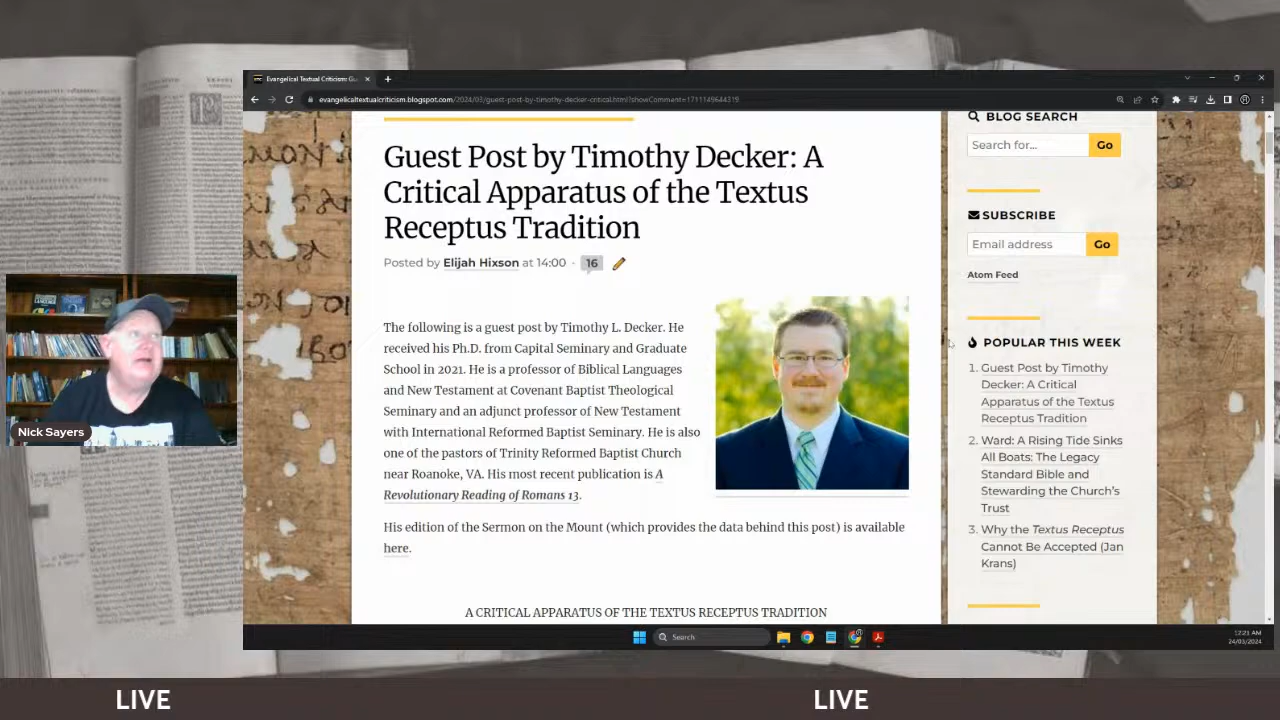 Evangelical Textual Criticism: Gu
evangelicaltextualcriticism.blogspot.com/2024/03/guest-post-by-timothy-decker-critical.html?showComment=1711149644319
Guest Post by Timothy Decker: A
Critical Apparatus of the Textus
Receptus Tradition
Posted by Elijah Hixson at 14:00 · 16
The following is a guest post by Timothy L. Decker. He
received his Ph.D. from Capital Seminary and Graduate
School in 2021. He is a professor of Biblical Languages
and New Testament at Covenant Baptist Theological
Seminary and an adjunct professor of New Testament
with International Reformed Baptist Seminary. He is also
one of the pastors of Trinity Reformed Baptist Church
near Roanoke, VA. His most recent publication is A
Revolutionary Reading of Romans 13.
His edition of the Sermon on the Mount (which provides the data behind this post) is available
here.
A CRITICAL APPARATUS OF THE TEXTUS RECEPTUS TRADITION
BLOG SEARCH
Search for... Go
SUBSCRIBE
Email address Go
Atom Feed
POPULAR THIS WEEK
1. Guest Post by Timothy
Decker: A Critical
Apparatus of the Textus
Receptus Tradition
2. Ward: A Rising Tide Sinks
All Boats: The Legacy
Standard Bible and
Stewarding the Church's
Trust
3. Why the Textus Receptus
Cannot Be Accepted (Jan
Krans)
Nick Sayers
Search
12:21 AM
24/03/2024
LIVE LIVE